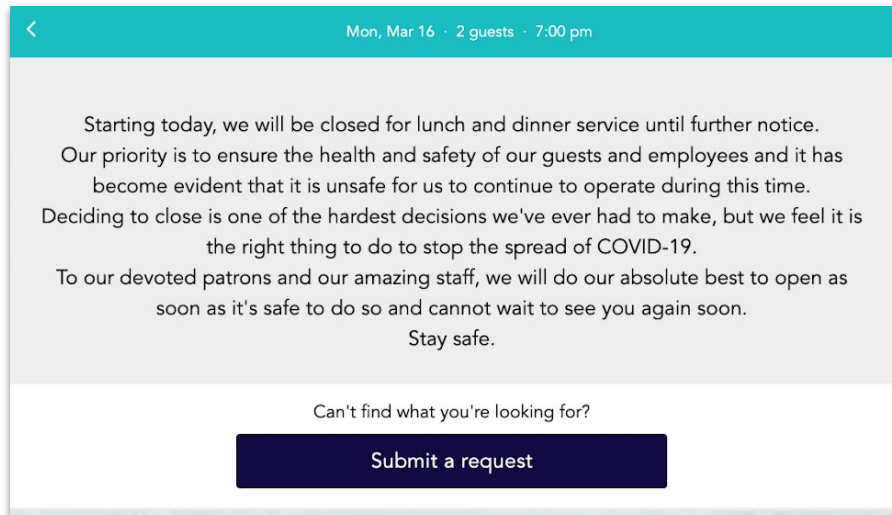 Mon, Mar 16 · 2 guests · 7:00 pm
Starting today, we will be closed for lunch and dinner service until further notice.
Our priority is to ensure the health and safety of our guests and employees and it has
become evident that it is unsafe for us to continue to operate during this time.
Deciding to close is one of the hardest decisions we've ever had to make, but we feel it is
the right thing to do to stop the spread of COVID-19.
To our devoted patrons and our amazing staff, we will do our absolute best to open as
soon as it's safe to do so and cannot wait to see you again soon.
Stay safe.
Can't find what you're looking for?
Submit a request